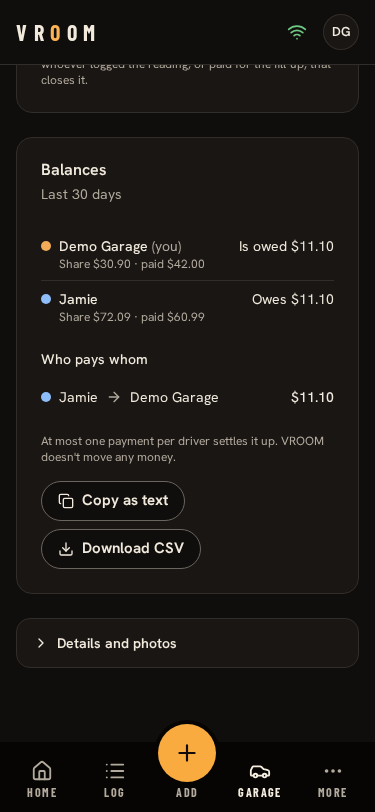 VROOM
DG
whoever logged the reading, or paid for the fill-up, that
closes it.
Balances
Last 30 days
Demo Garage (you) Is owed $11.10
Share $30.90 · paid $42.00
Jamie Owes $11.10
Share $72.09 · paid $60.99
Who pays whom
Jamie → Demo Garage $11.10
At most one payment per driver settles it up. VROOM
doesn't move any money.
Copy as text
Download CSV
Details and photos
HOME LOG ADD GARAGE MORE